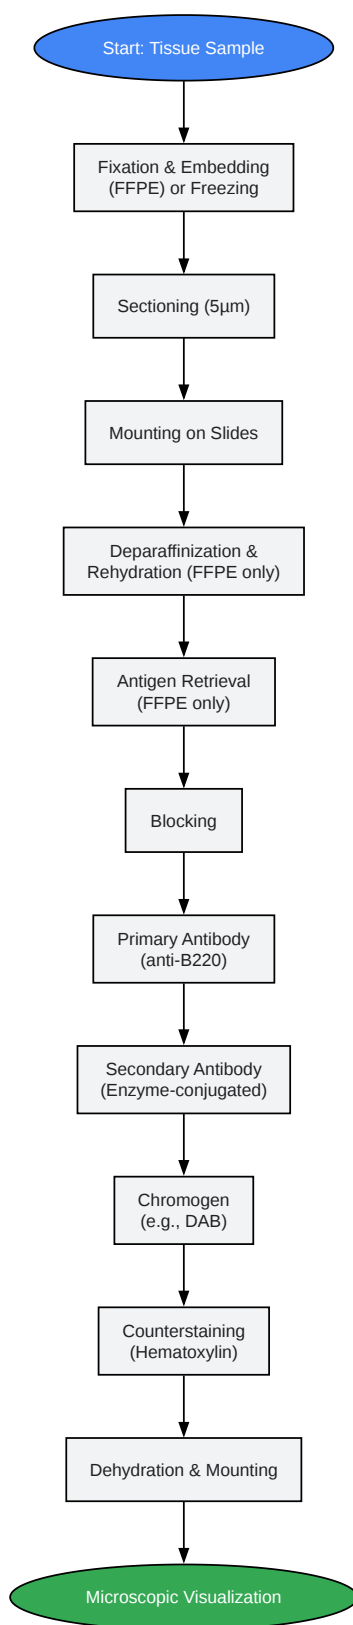 Start: Tissue Sample
Fixation & Embedding
(FFPE) or Freezing
Sectioning (5µm)
Mounting on Slides
Deparaffinization &
Rehydration (FFPE only)
Antigen Retrieval
(FFPE only)
Blocking
Primary Antibody
(anti-B220)
Secondary Antibody
(Enzyme-conjugated)
Chromogen
(e.g., DAB)
Counterstaining
(Hematoxylin)
Dehydration & Mounting
Microscopic Visualization